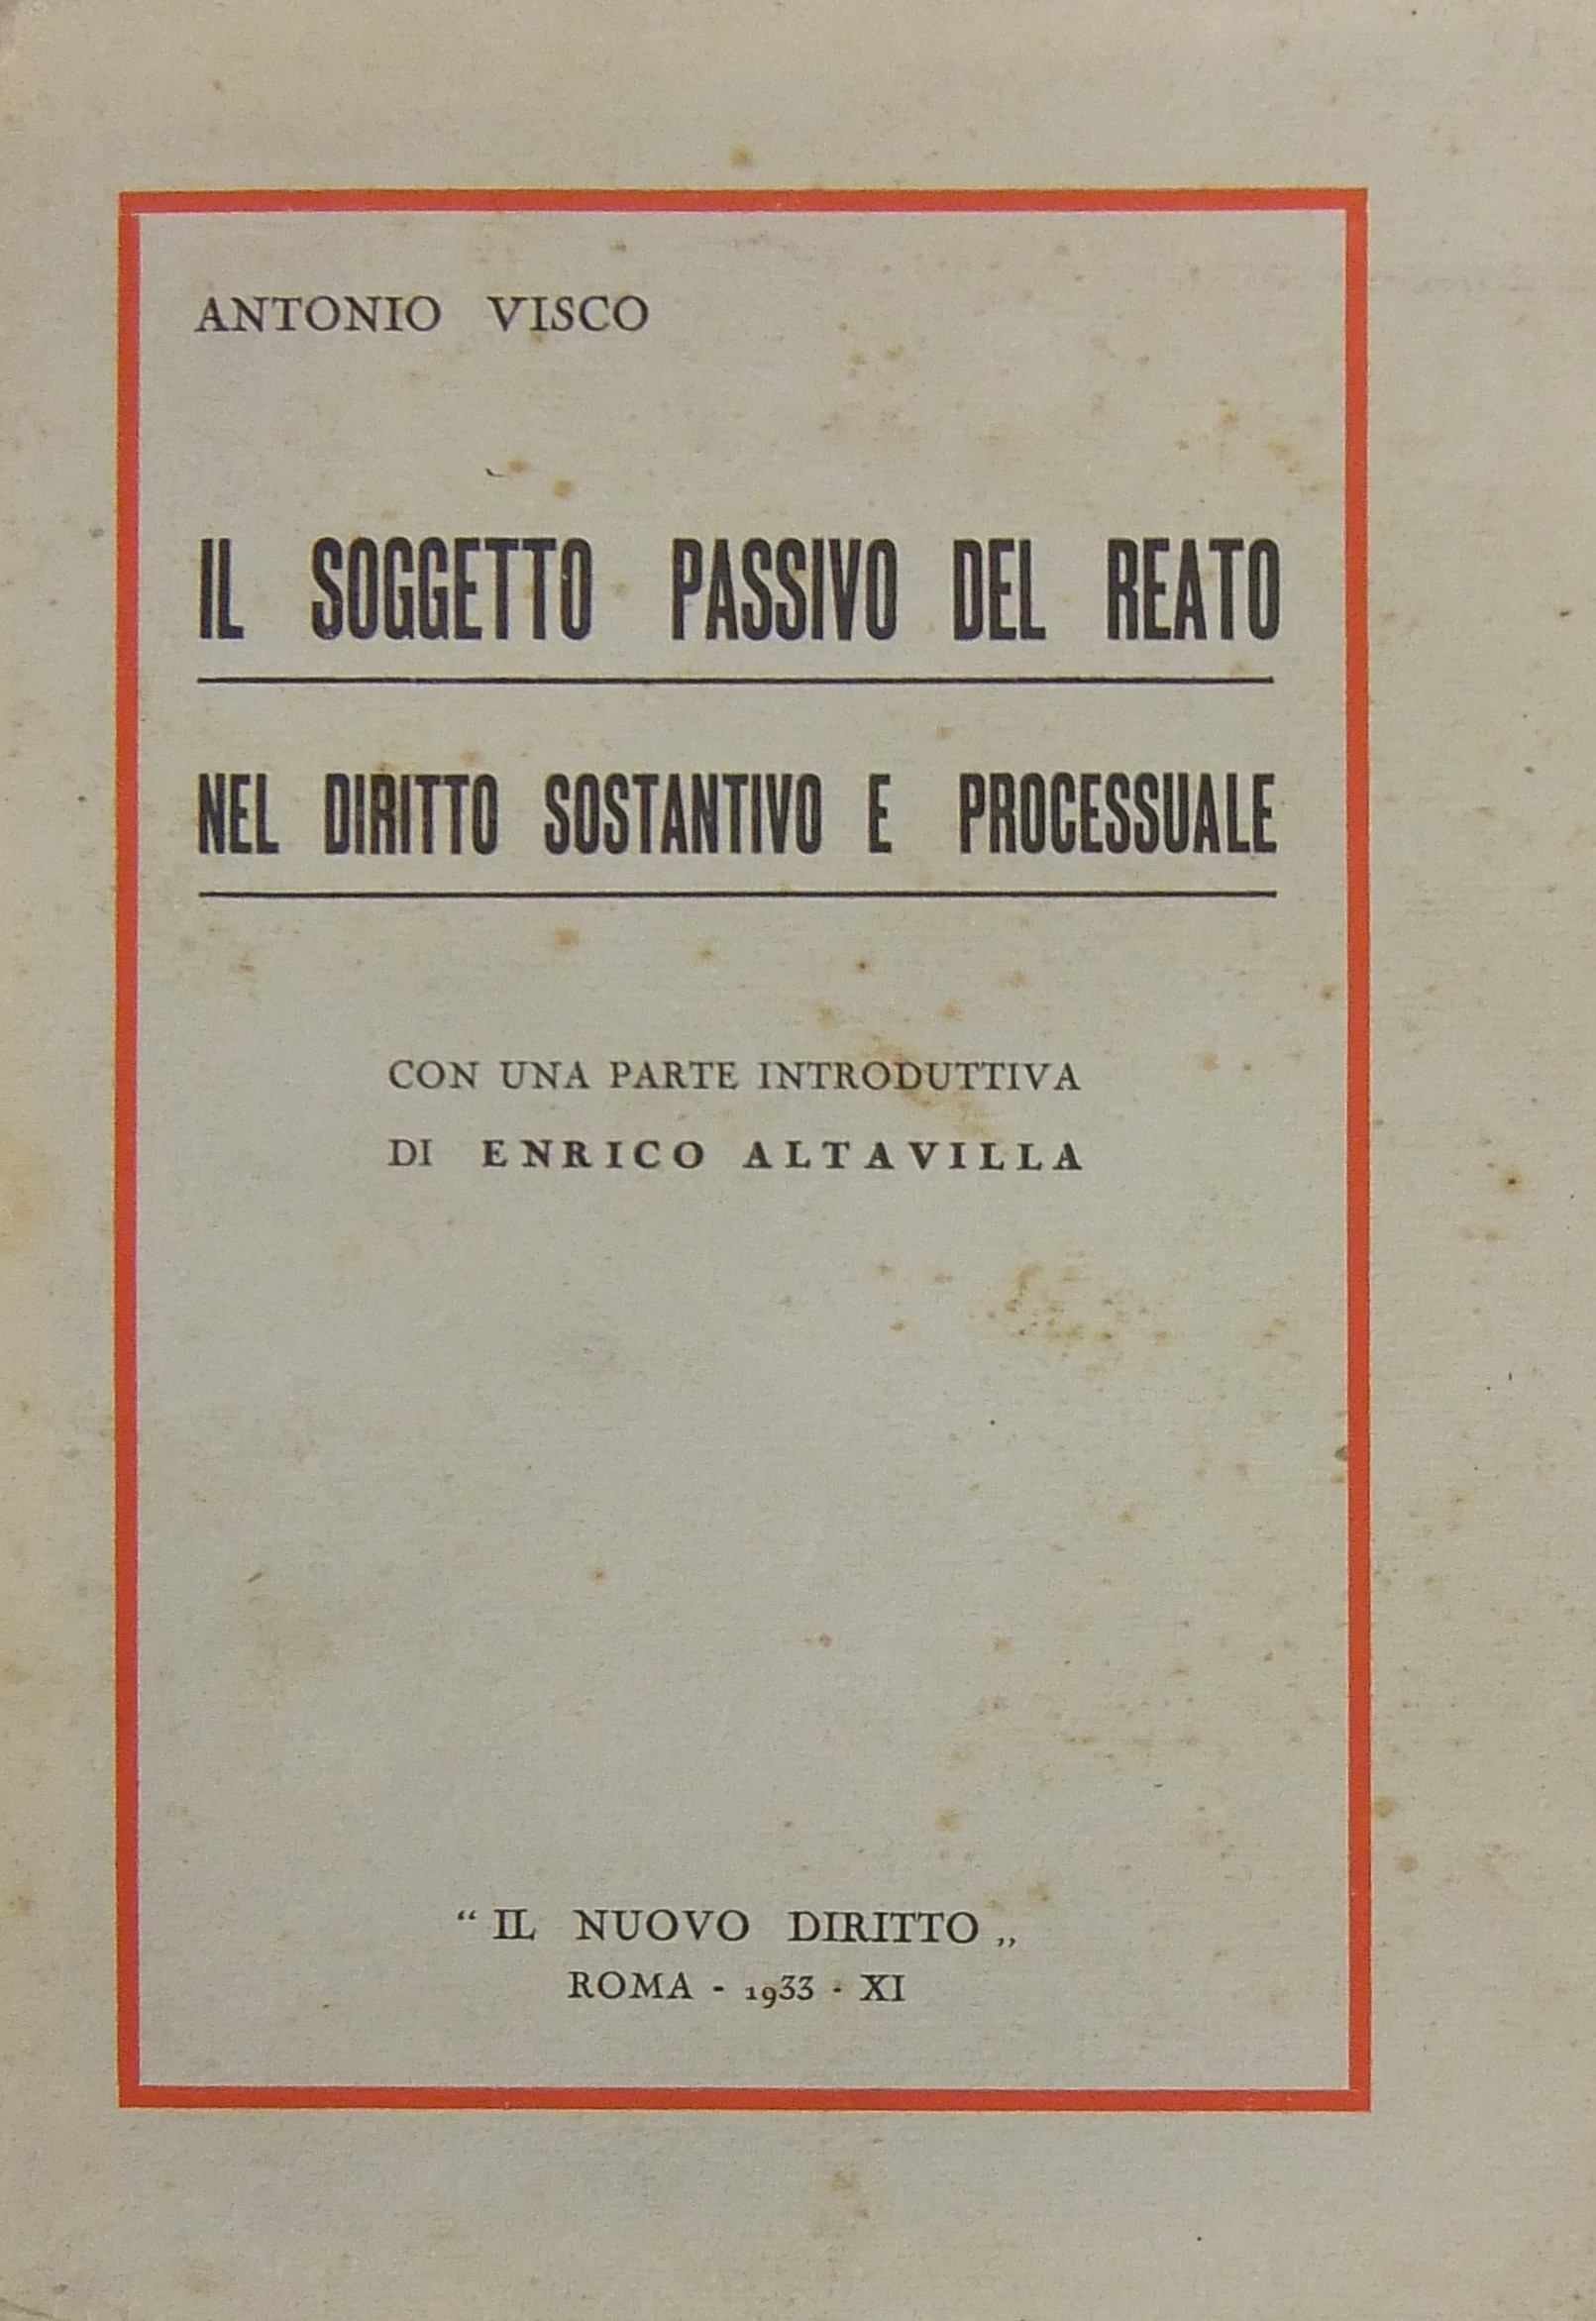 ANTONIO VISCO
IL SOGGETTO PASSIVO DEL REATO
NEL DIRITTO SOSTANTIVO E PROCESSUALE
CON UNA PARTE INTRODUTTIVA
DI ENRICO ALTAVILLA
“ IL NUOVO DIRITTO „
ROMA - 1933 - XI